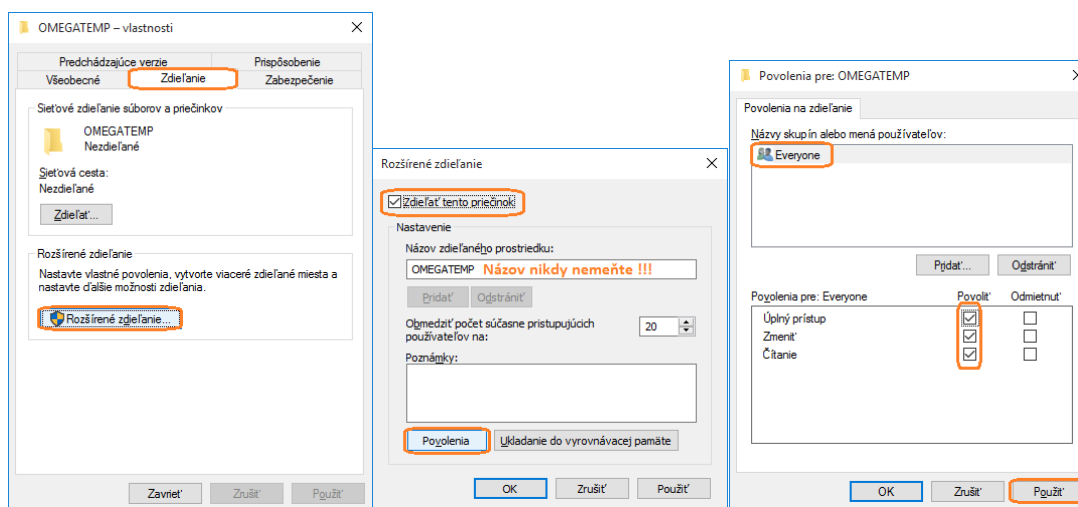 OMEGATEMP – vlastnosti
Predchádzajúce verzie
Prispôsobenie
Všeobecné
Zdieľanie
Zabezpečenie
Sieťové zdieľanie súborov a priečinkov
OMEGATEMP
Nezdieľané
Sieťová cesta:
Nezdieľané
Zdieľať...
Rozšírené zdieľanie
Nastavte vlastné povolenia, vytvorte viaceré zdieľané miesta a
nastavte ďalšie možnosti zdieľania.
Rozšírené zdieľanie...
Zavrieť
Zrušiť
Použiť
Rozšírené zdieľanie
Zdieľať tento priečinok
Nastavenie
Názov zdieľaného prostriedku:
OMEGATEMP Názov nikdy nemeňte !!!
Pridať
Odstrániť
Obmedziť počet súčasne pristupujúcich
používateľov na:
20
Poznámky:
Povolenia
Ukladanie do vyrovnávacej pamäte
OK
Zrušiť
Použiť
Povolenia pre: OMEGATEMP
Povolenia na zdieľanie
Názvy skupín alebo mená používateľov:
Everyone
Pridať...
Odstrániť
Povolenia pre: Everyone
Povoliť
Odmietnuť
Úplný prístup
Zmeniť
Čítanie
OK
Zrušiť
Použiť